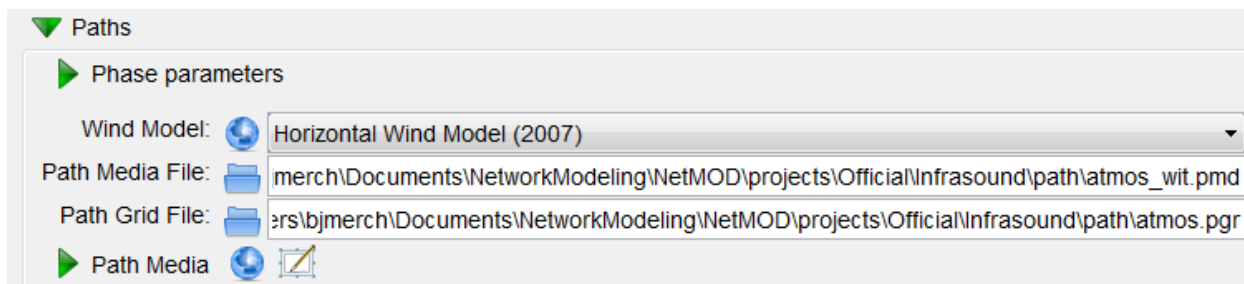 Paths
Phase parameters
Wind Model: Horizontal Wind Model (2007)
Path Media File: merch\Documents\NetworkModeling\NetMOD\projects\Official\Infrasound\path\atmos_wit.pmd
Path Grid File: ers\bjmerch\Documents\NetworkModeling\NetMOD\projects\Official\Infrasound\path\atmos.pgr
Path Media